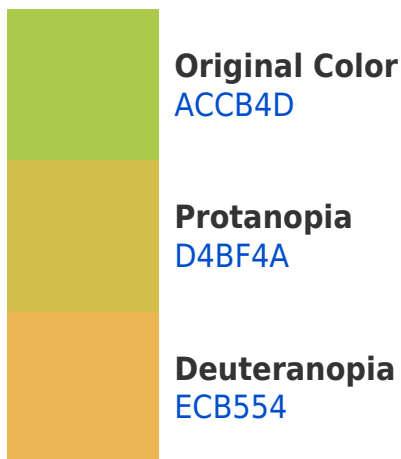 Original Color
ACCB4D
Protanopia
D4BF4A
Deuteranopia
ECB554